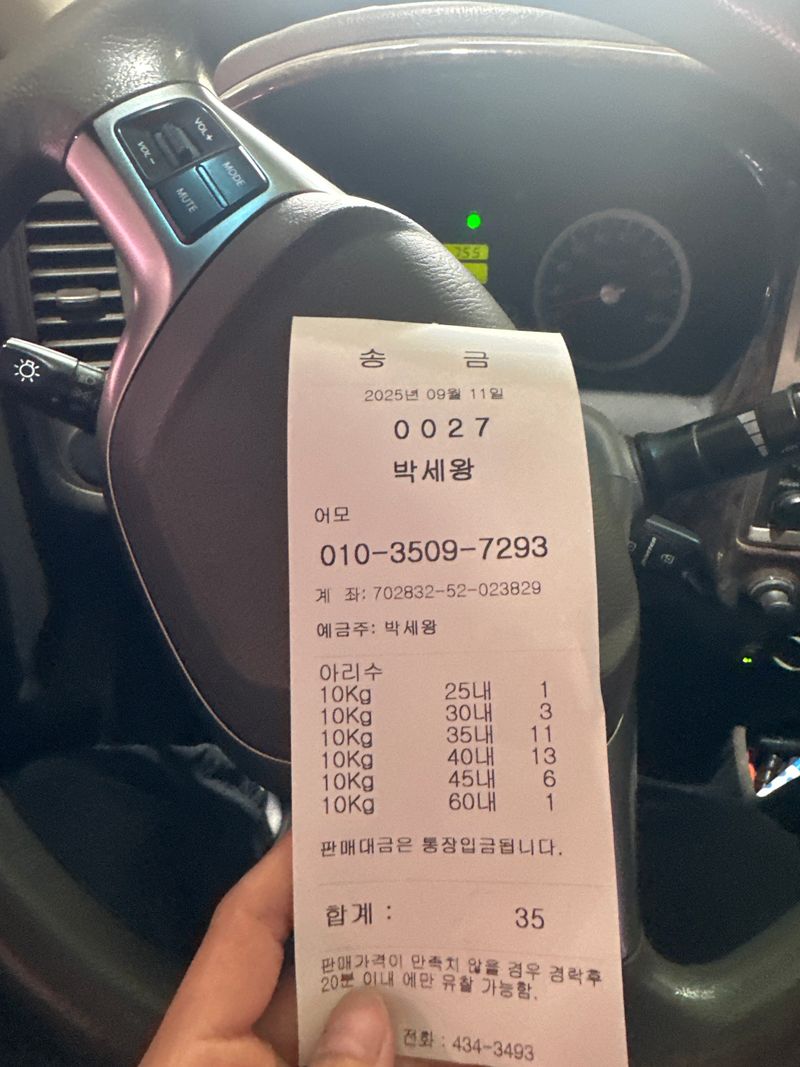 VOL+
VOL-
MODE
MUTE
송 금
2025년 09월 11일
0027
박세왕
어모
010-3509-7293
계 좌: 702832-52-023829
예금주: 박세왕
아리수
10Kg 25내 1
10Kg 30내 3
10Kg 35내 11
10Kg 40내 13
10Kg 45내 6
10Kg 60내 1
판매대금은 통장입금됩니다.
합계 : 35
판매가격이 만족치 않을 경우 경락후
20분 이내 에만 유찰 가능함.
전화 : 434-3493